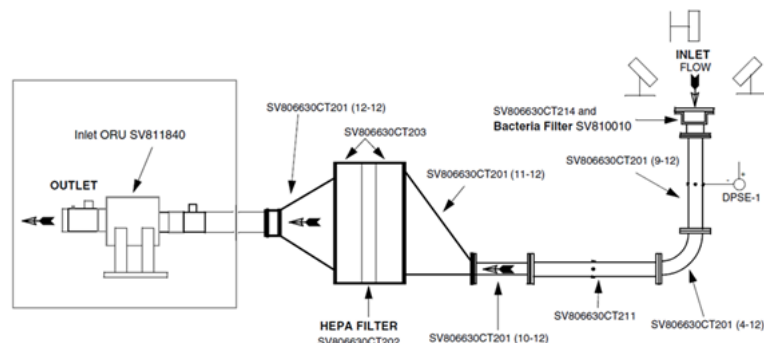 INLET
FLOW
SV806630CT201 (12-12)
SV806630CT214 and
Bacteria Filter SV810010
SV806630CT203
Inlet ORU SV811840
SV806630CT201 (9-12)
SV806630CT201 (11-12)
OUTLET
DPSE-1
HEPA FILTER
SV806630CT202
SV806630CT211
SV806630CT201 (4-12)
SV806630CT201 (10-12)